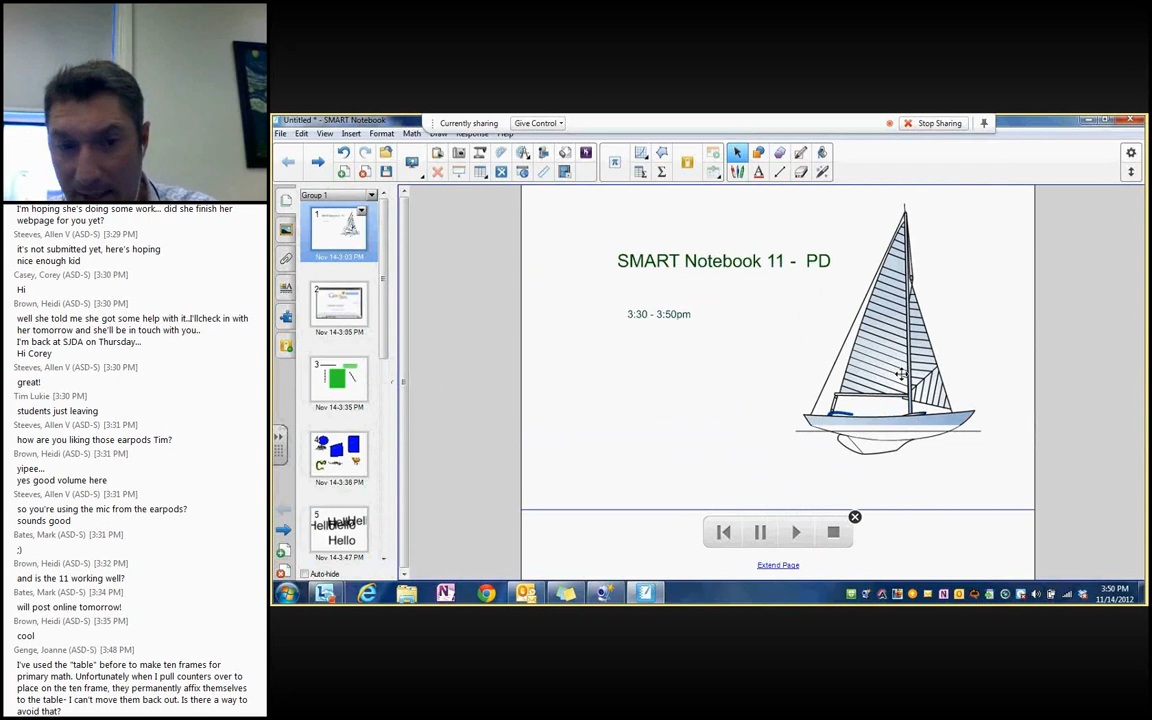 I'm hoping she's doing some work... did she finish her
webpage for you yet?
Steeves, Allen V (ASD-S) [3:29 PM]
it's not submitted yet, here's hoping
nice enough kid
Casey, Corey (ASD-S) [3:30 PM]
Hi
Brown, Heidi (ASD-S) [3:30 PM]
well she told me she got some help with it..I'llcheck in with
her tomorrow and she'll be in touch with you..
I'm back at SJDA on Thursday...
Hi Corey
Steeves, Allen V (ASD-S) [3:30 PM]
great!
Tim Lukie [3:30 PM]
students just leaving
Steeves, Allen V (ASD-S) [3:31 PM]
how are you liking those earpods Tim?
Brown, Heidi (ASD-S) [3:31 PM]
yipee...
yes good volume here
Steeves, Allen V (ASD-S) [3:31 PM]
so you're using the mic from the earpods?
sounds good
Bates, Mark (ASD-S) [3:31 PM]
;)
Brown, Heidi (ASD-S) [3:32 PM]
and is the 11 working well?
Bates, Mark (ASD-S) [3:34 PM]
will post online tomorrow!
Brown, Heidi (ASD-S) [3:35 PM]
cool
Genge, Joanne (ASD-S) [3:48 PM]
I've used the "table" before to make ten frames for
primary math. Unfortunately when I pull counters over to
place on the ten frame, they permanently affix themselves
to the table- I can't move them back out. Is there a way to
avoid that?
Untitled * - SMART Notebook
Currently sharing
Give Control
Stop Sharing
File Edit View Insert Format Math Draw Response Help
Group 1
1
Nov 14-3:03 PM
2
Nov 14-3:05 PM
3
Nov 14-3:35 PM
4
Nov 14-3:36 PM
5
Hello
Nov 14-3:47 PM
Auto-hide
SMART Notebook 11 - PD
3:30 - 3:50pm
Extend Page
3:50 PM
11/14/2012